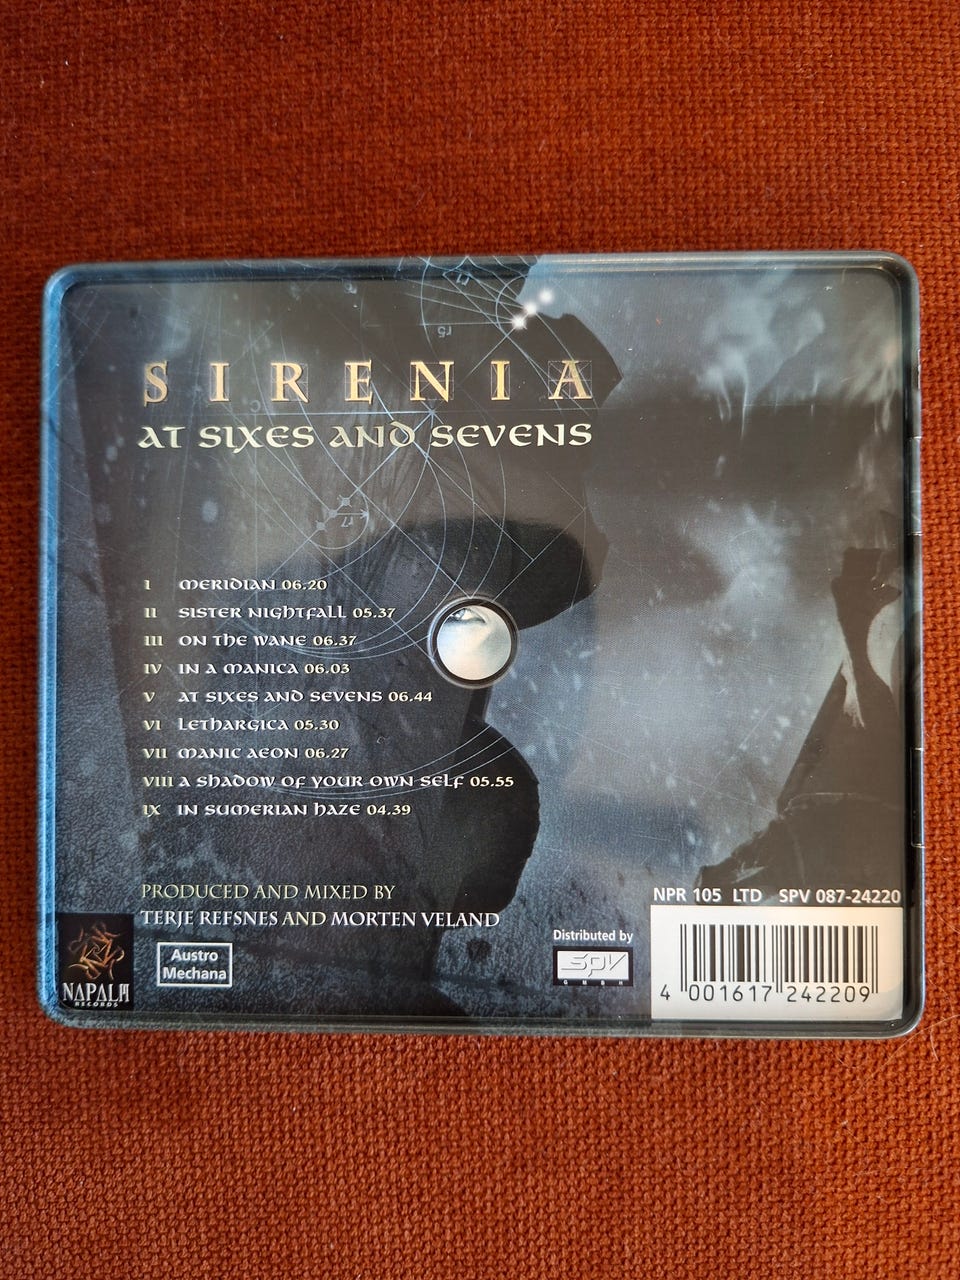 SIRENIA
AT SIXES AND SEVENS
I MERIDIAN 06.20
II SISTER NIGHTFALL 05.37
III ON THE WANE 06.37
IV IN A MANICA 06.03
V AT SIXES AND SEVENS 06.44
VI LETHARGICA 05.30
VII MANIC AEON 06.27
VIII A SHADOW OF YOUR OWN SELF 05.55
IX IN SUMERIAN HAZE 04.39
PRODUCED AND MIXED BY
TERJE REFSNES AND MORTEN VELAND
NAPALM
RECORDS
Austro
Mechana
Distributed by
SPV
GMBH
NPR 105 LTD SPV 087-24220
4 001617 242209